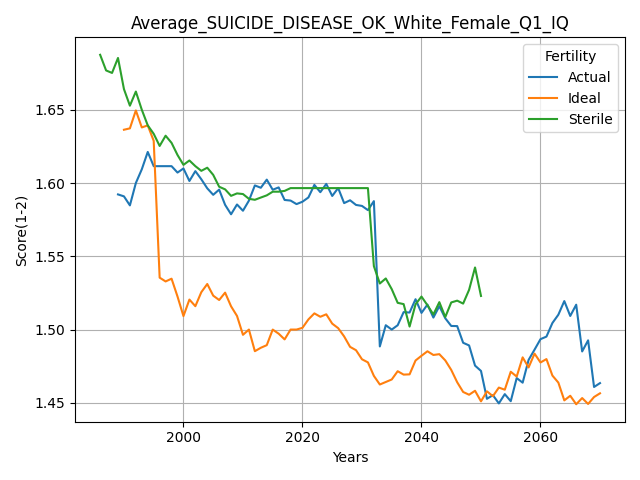 Average_SUICIDE_DISEASE_OK_White_Female_Q1_IQ
Fertility
Actual
Ideal
Sterile
Score(1-2)
1.65
1.60
1.55
1.50
1.45
2000 2020 2040 2060
Years